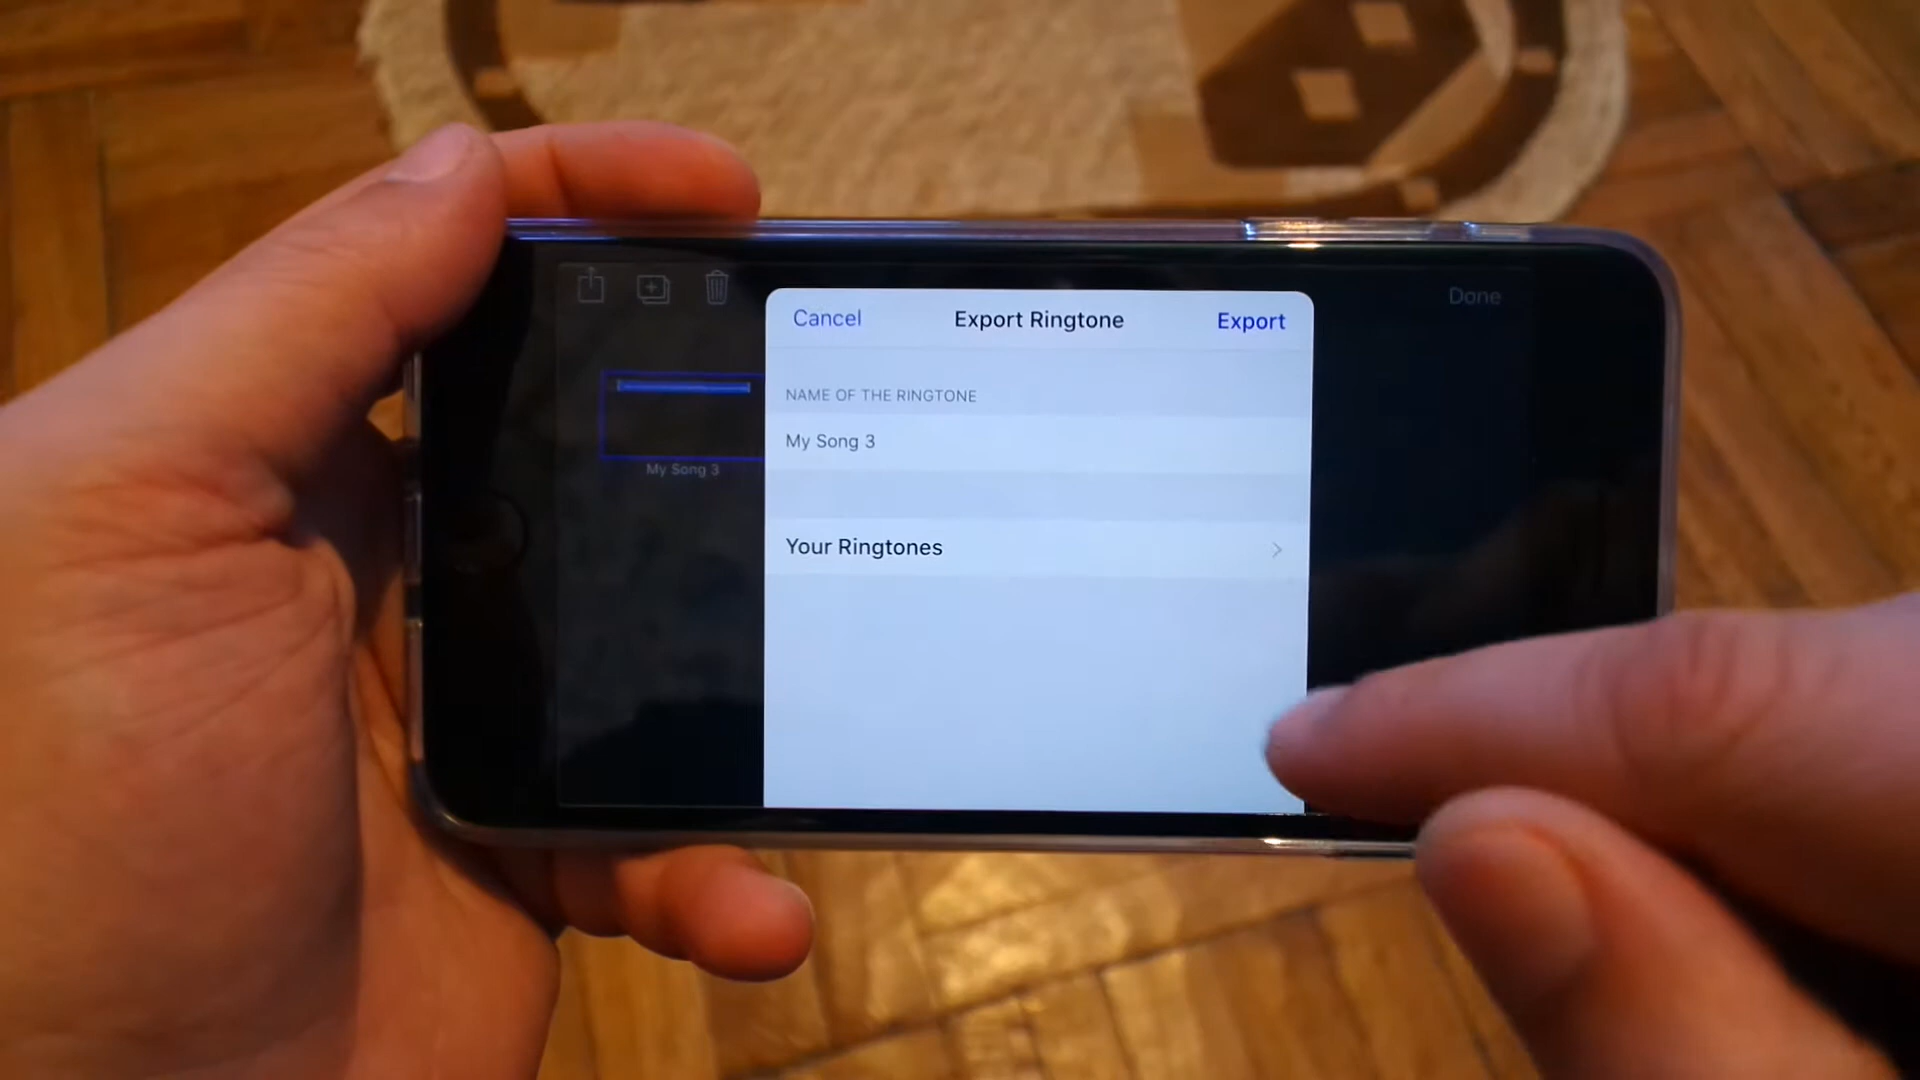 Done
Cancel
Export Ringtone
Export
NAME OF THE RINGTONE
My Song 3
My Song 3
Your Ringtones